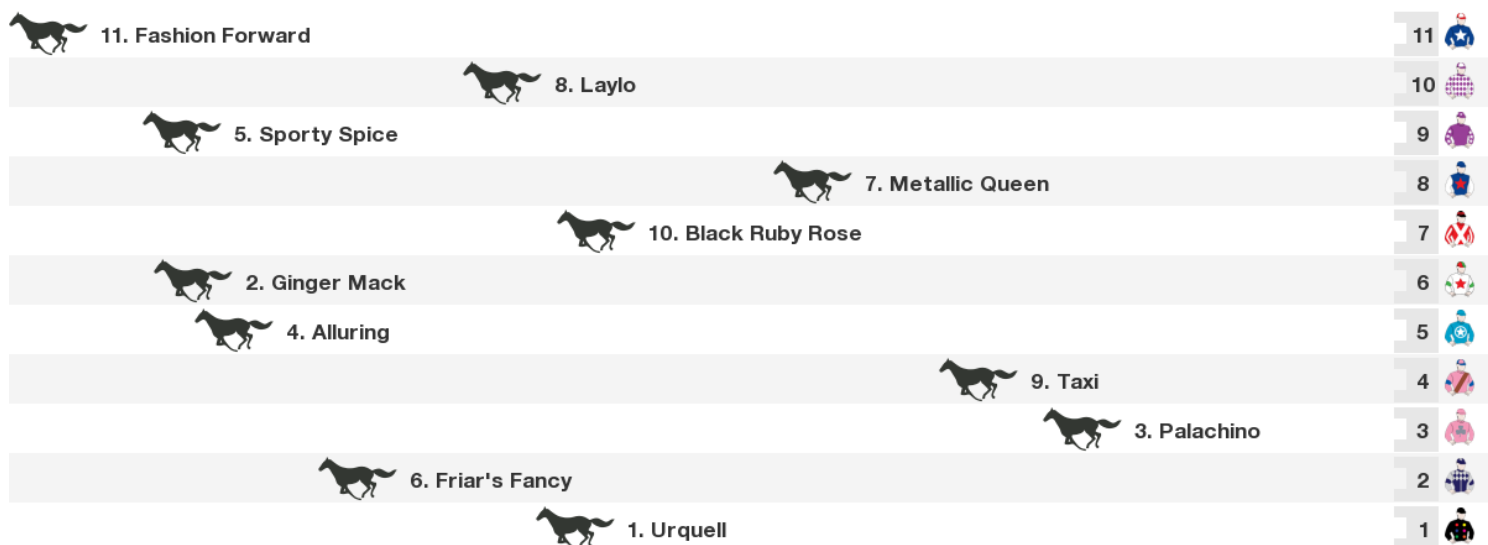 11. Fashion Forward 11
8. Laylo 10
5. Sporty Spice 9
7. Metallic Queen 8
10. Black Ruby Rose 7
2. Ginger Mack 6
4. Alluring 5
9. Taxi 4
3. Palachino 3
6. Friar's Fancy 2
1. Urquell 1